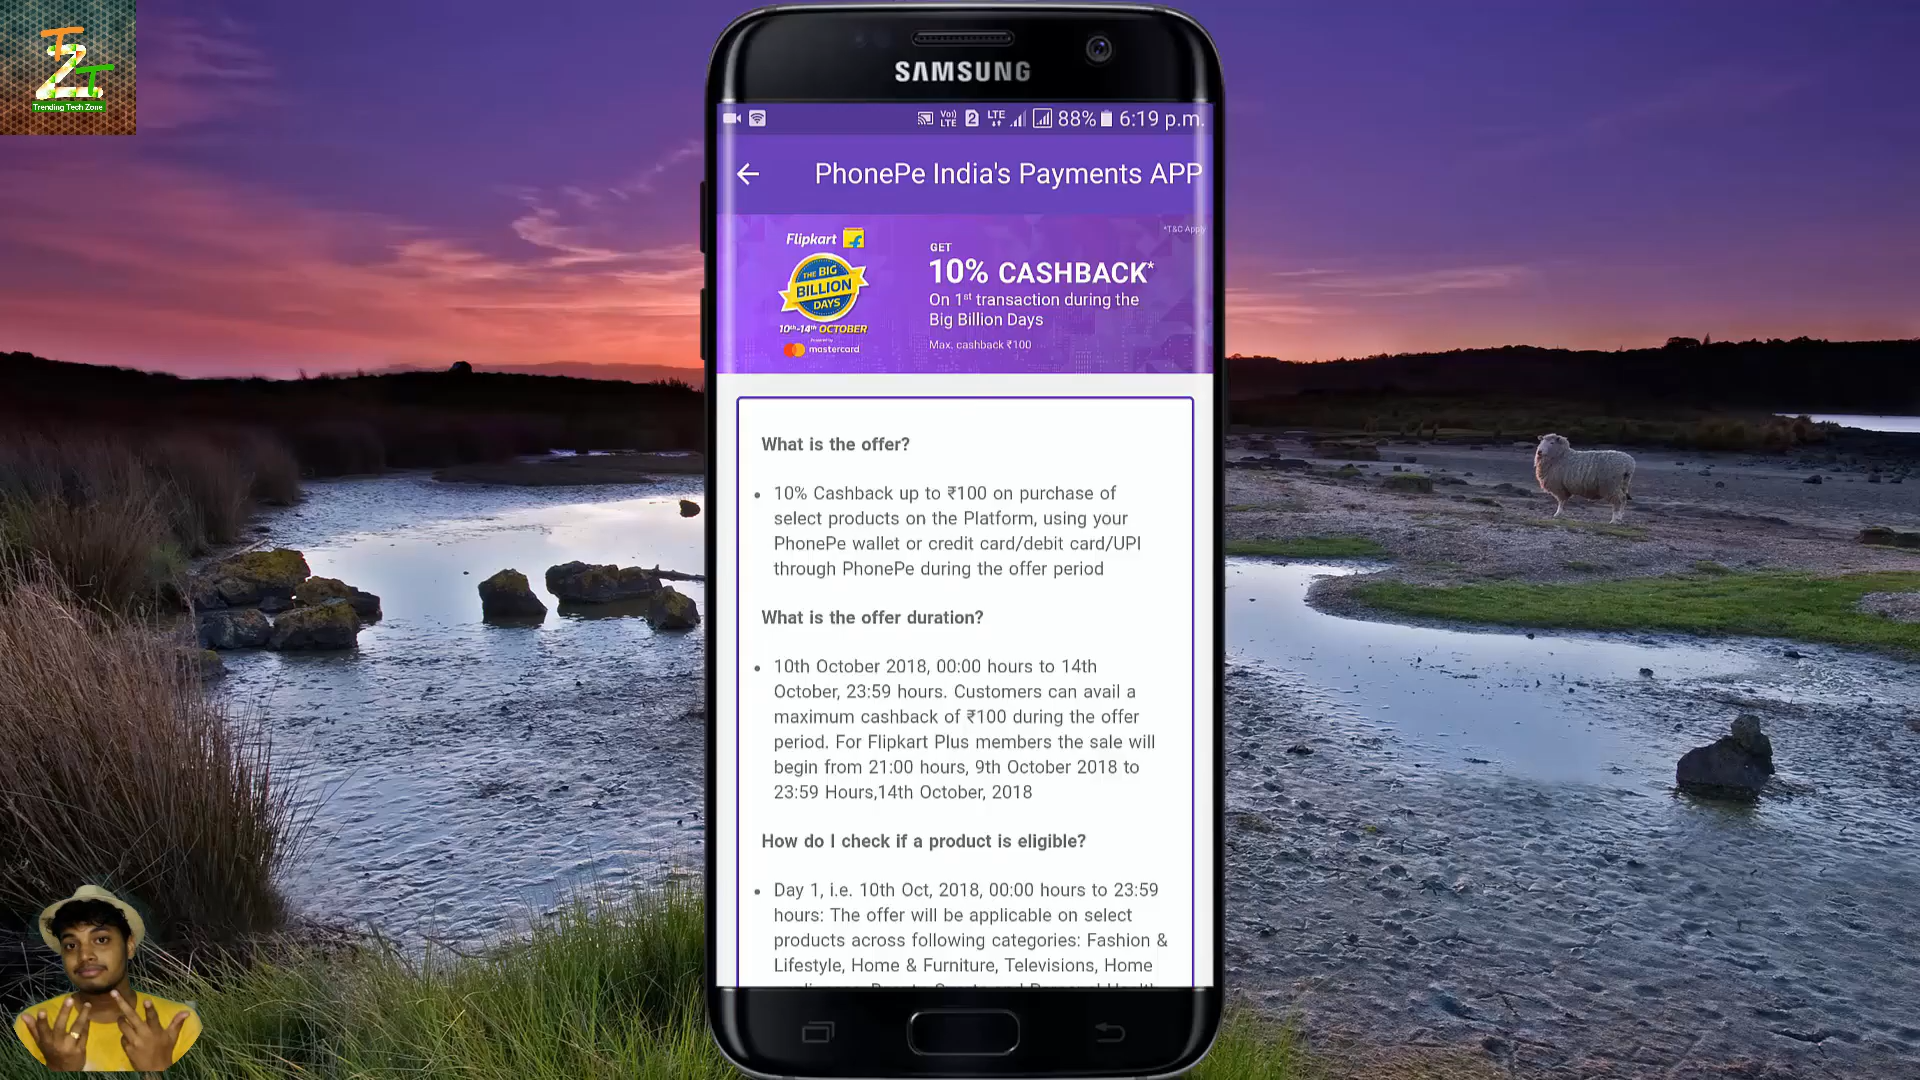 TZT
Trending Tech Zone
SAMSUNG
Vo) LTE 2 LTE 88% 6:19 p.m.
PhonePe India's Payments APP
*T&C Apply
Flipkart
THE BIG
BILLION
DAYS
10th-14th OCTOBER
Powered by
mastercard
GET
10% CASHBACK*
On 1st transaction during the
Big Billion Days
Max. cashback ₹100
What is the offer?
• 10% Cashback up to ₹100 on purchase of
select products on the Platform, using your
PhonePe wallet or credit card/debit card/UPI
through PhonePe during the offer period
What is the offer duration?
• 10th October 2018, 00:00 hours to 14th
October, 23:59 hours. Customers can avail a
maximum cashback of ₹100 during the offer
period. For Flipkart Plus members the sale will
begin from 21:00 hours, 9th October 2018 to
23:59 Hours,14th October, 2018
How do I check if a product is eligible?
• Day 1, i.e. 10th Oct, 2018, 00:00 hours to 23:59
hours: The offer will be applicable on select
products across following categories: Fashion &
Lifestyle, Home & Furniture, Televisions, Home